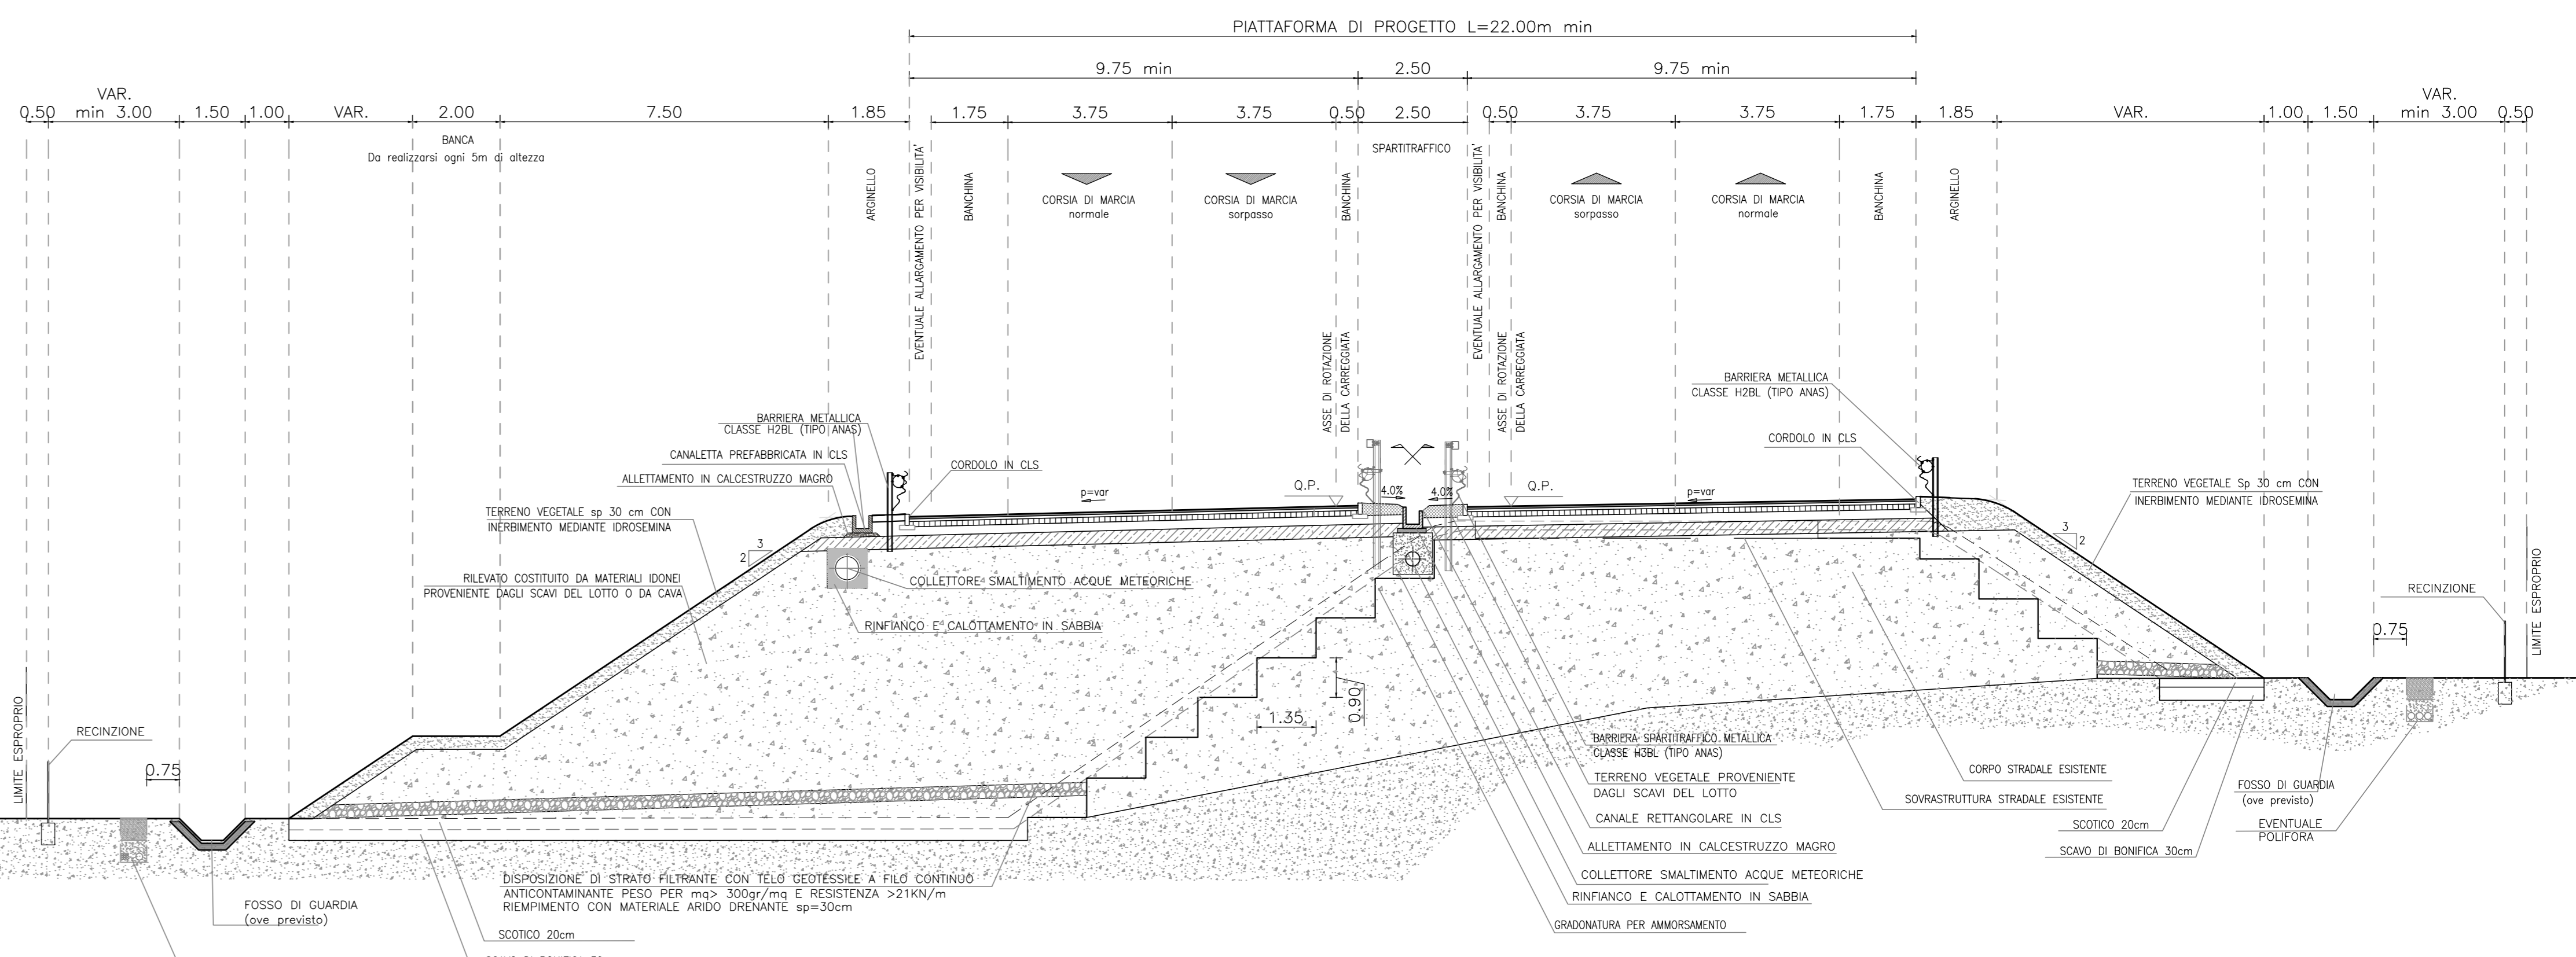 PIATTAFORMA DI PROGETTO L=22.00m min
9.75 min
2.50
9.75 min
VAR.
VAR.
0.50
min 3.00
1.50
1.00
VAR.
2.00
7.50
1.85
1.75
3.75
3.75
0.50
2.50
0.50
3.75
3.75
1.75
1.85
VAR.
1.00
1.50
min 3.00
0.50
BANCA
Da realizzarsi ogni 5m di altezza
ARGINELLO
EVENTUALE ALLARGAMENTO PER VISIBILITA'
BANCHINA
CORSIA DI MARCIA
normale
CORSIA DI MARCIA
sorpasso
BANCHINA
SPARTITRAFFICO
EVENTUALE ALLARGAMENTO PER VISIBILITA'
BANCHINA
CORSIA DI MARCIA
sorpasso
CORSIA DI MARCIA
normale
BANCHINA
ARGINELLO
ASSE DI ROTAZIONE
DELLA CARREGGIATA
ASSE DI ROTAZIONE
DELLA CARREGGIATA
BARRIERA METALLICA
CLASSE H2BL (TIPO ANAS)
CANALETTA PREFABBRICATA IN CLS
ALLETTAMENTO IN CALCESTRUZZO MAGRO
CORDOLO IN CLS
TERRENO VEGETALE sp 30 cm CON
INERBIMENTO MEDIANTE IDROSEMINA
3
2
RILEVATO COSTITUITO DA MATERIALI IDONEI
PROVENIENTE DAGLI SCAVI DEL LOTTO O DA CAVA
COLLETTORE SMALTIMENTO ACQUE METEORICHE
RINFIANCO E CALOTTAMENTO IN SABBIA
p=var
Q.P.
4.0%
4.0%
Q.P.
p=var
BARRIERA METALLICA
CLASSE H2BL (TIPO ANAS)
CORDOLO IN CLS
TERRENO VEGETALE Sp 30 cm CON
INERBIMENTO MEDIANTE IDROSEMINA
3
2
RECINZIONE
LIMITE ESPROPRIO
0.75
LIMITE ESPROPRIO
RECINZIONE
0.75
1.35
0.90
BARRIERA SPARTITRAFFICO METALLICA
CLASSE H3BL (TIPO ANAS)
TERRENO VEGETALE PROVENIENTE
DAGLI SCAVI DEL LOTTO
CANALE RETTANGOLARE IN CLS
ALLETTAMENTO IN CALCESTRUZZO MAGRO
COLLETTORE SMALTIMENTO ACQUE METEORICHE
RINFIANCO E CALOTTAMENTO IN SABBIA
GRADONATURA PER AMMORSAMENTO
CORPO STRADALE ESISTENTE
SOVRASTRUTTURA STRADALE ESISTENTE
SCOTICO 20cm
SCAVO DI BONIFICA 30cm
FOSSO DI GUARDIA
(ove previsto)
EVENTUALE
POLIFORA
DISPOSIZIONE DI STRATO FILTRANTE CON TELO GEOTESSILE A FILO CONTINUO
ANTICONTAMINANTE PESO PER mq> 300gr/mq E RESISTENZA >21KN/m
RIEMPIMENTO CON MATERIALE ARIDO DRENANTE sp=30cm
FOSSO DI GUARDIA
(ove previsto)
SCOTICO 20cm